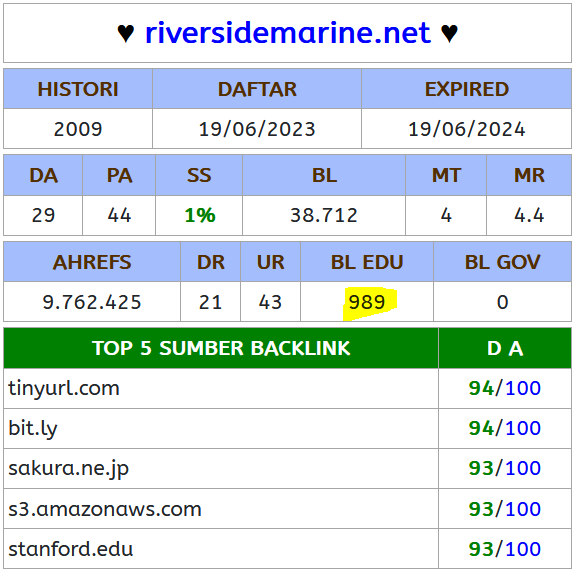 ♥ riversidemarine.net ♥
HISTORI DAFTAR EXPIRED
2009 19/06/2023 19/06/2024
DA PA SS BL MT MR
29 44 1% 38.712 4 4.4
AHREFS DR UR BL EDU BL GOV
9.762.425 21 43 989 0
TOP 5 SUMBER BACKLINK D A
tinyurl.com 94/100
bit.ly 94/100
sakura.ne.jp 93/100
s3.amazonaws.com 93/100
stanford.edu 93/100